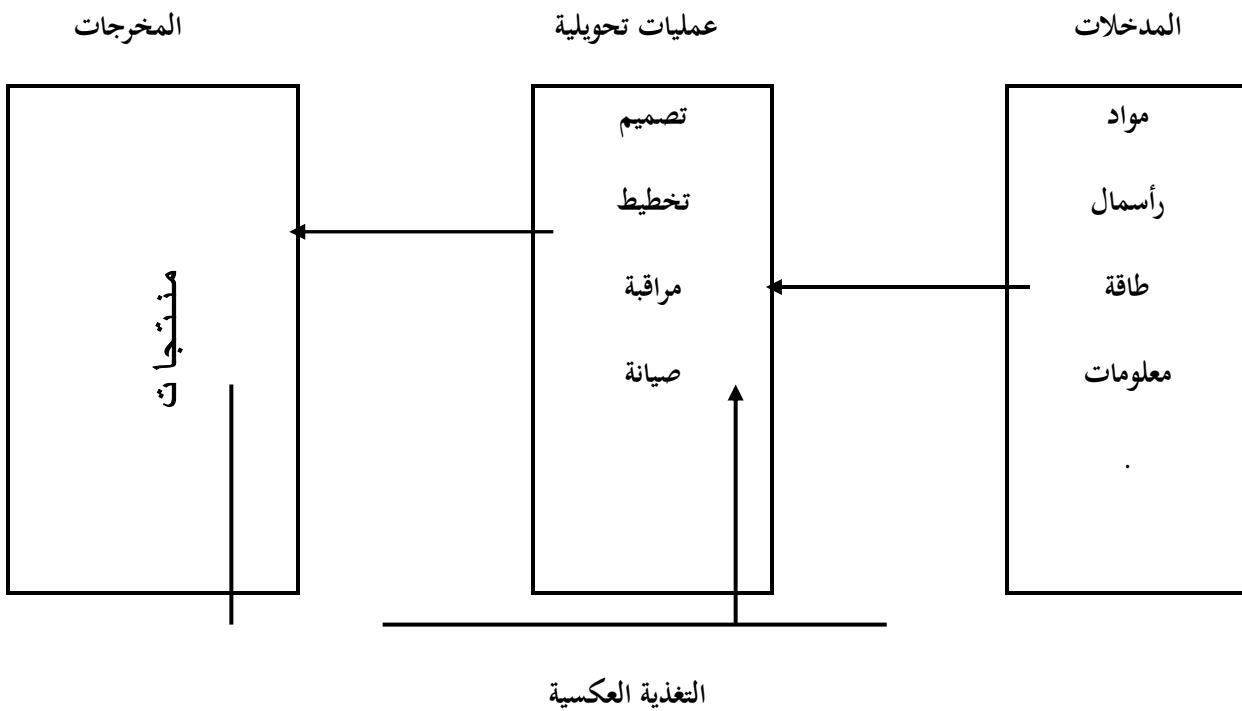 المدخلات
عمليات تحويلية
المخرجات
مواد
رأسمال
طاقة
معلومات
.
تصميم
تخطيط
مراقبة
صيانة
منتجات
التغذية العكسية